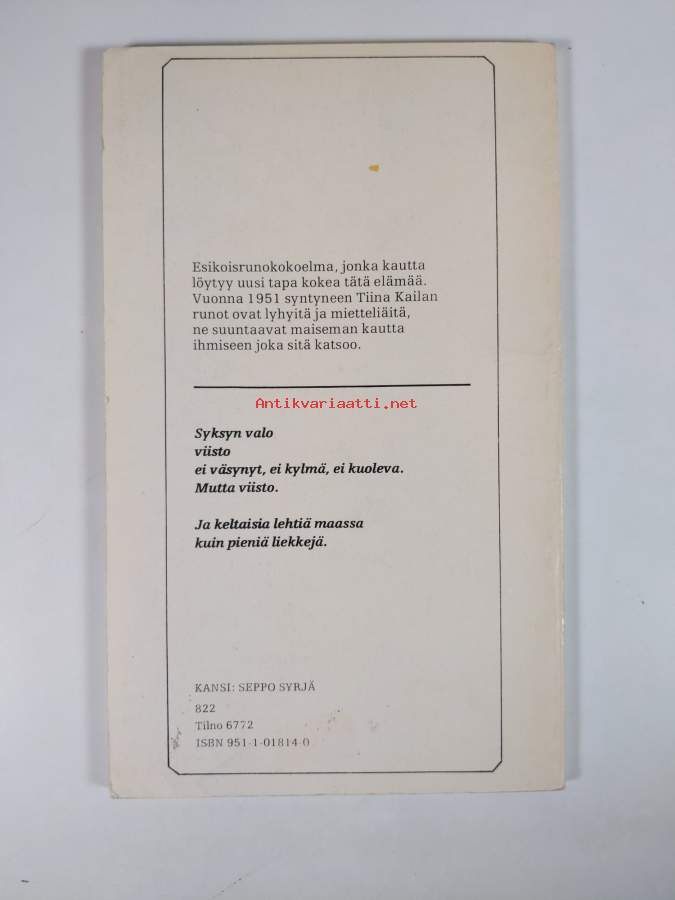 Esikoisrunokokoelma, jonka kautta
löytyy uusi tapa kokea tätä elämää.
Vuonna 1951 syntyneen Tiina Kailan
runot ovat lyhyitä ja mietteliäitä,
ne suuntaavat maiseman kautta
ihmiseen joka sitä katsoo.
Antikvariaatti.net
Syksyn valo
viisto
ei väsynyt, ei kylmä, ei kuoleva.
Mutta viisto.
Ja keltaisia lehtiä maassa
kuin pieniä liekkejä.
KANSI: SEPPO SYRJÄ
822
Tilno 6772
ISBN 951-1-01814-0